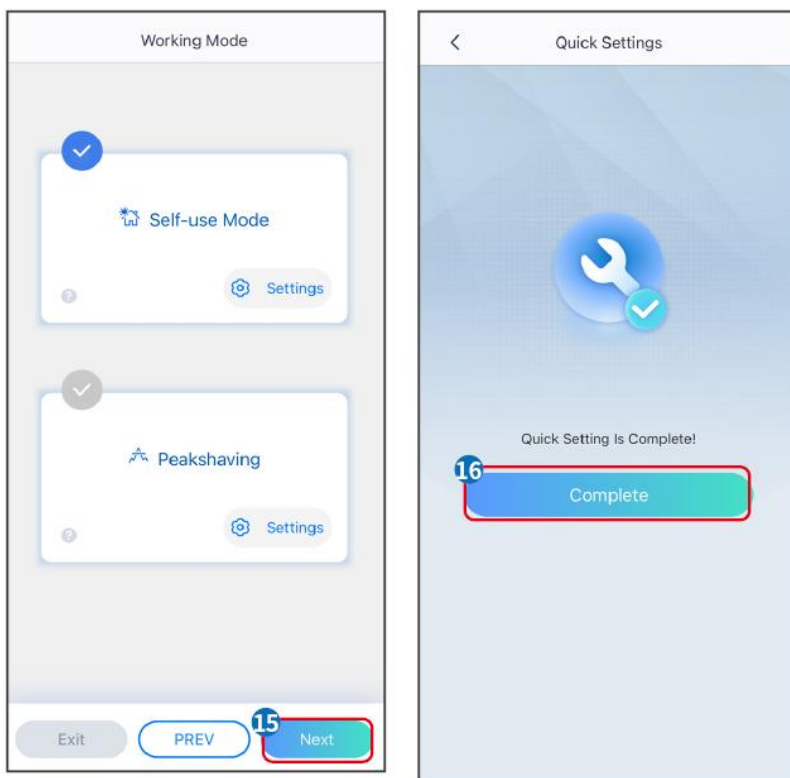 Working Mode
Self-use Mode
?
Settings
Peakshaving
?
Settings
Exit
PREV
15
Next
Quick Settings
Quick Setting Is Complete!
16
Complete